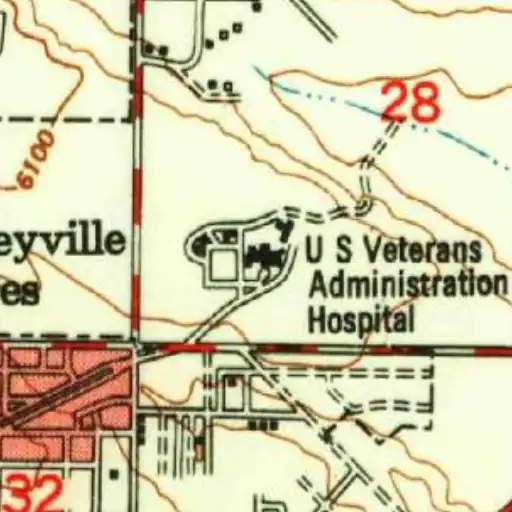 28
6100
eyville
es
U S Veterans
Administration
Hospital
32